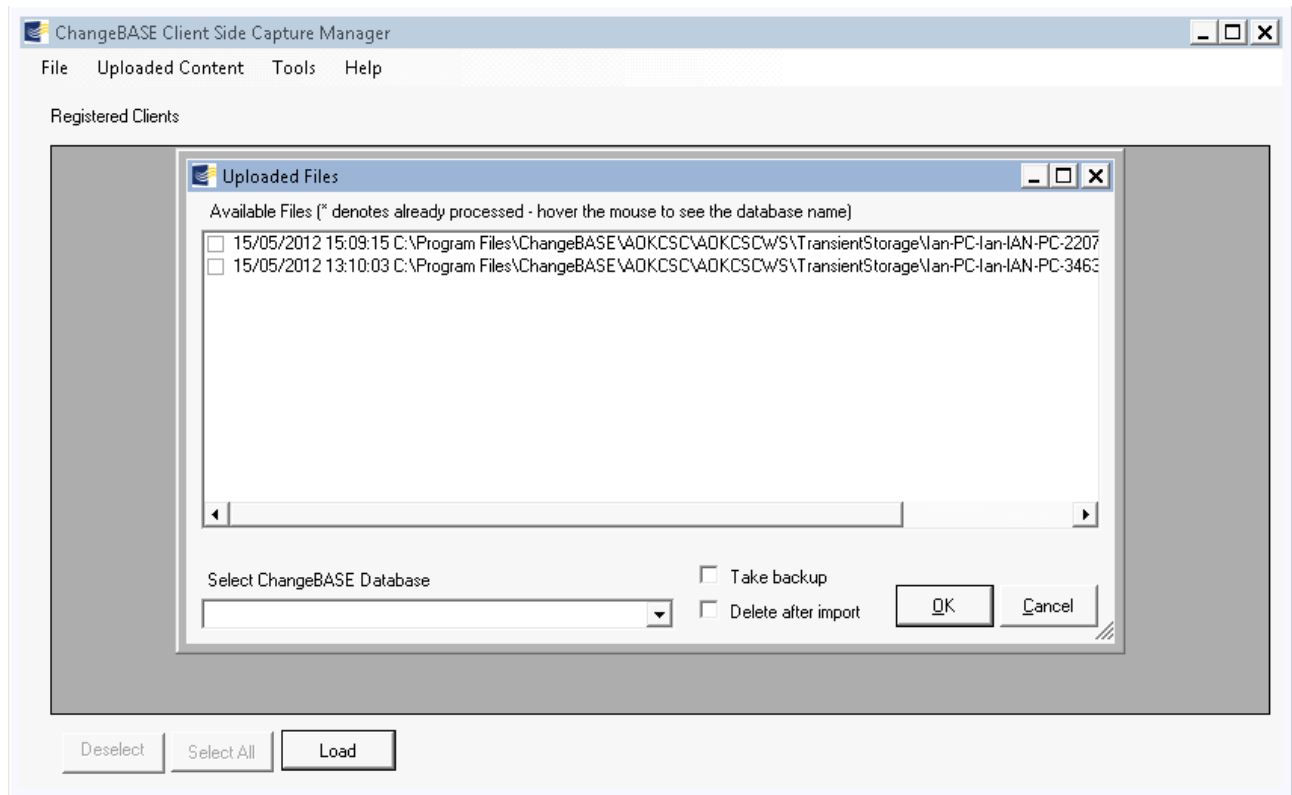 ChangeBASE Client Side Capture Manager
File Uploaded Content Tools Help
Registered Clients
Uploaded Files
Available Files (* denotes already processed - hover the mouse to see the database name)
15/05/2012 15:09:15 C:\Program Files\ChangeBASE\AOKCSC\AOKCSCWS\TransientStorage\Ian-PC-Ian-IAN-PC-2207
15/05/2012 13:10:03 C:\Program Files\ChangeBASE\AOKCSC\AOKCSCWS\TransientStorage\Ian-PC-Ian-IAN-PC-3463
Select ChangeBASE Database
Take backup
Delete after import
OK
Cancel
Deselect
Select All
Load